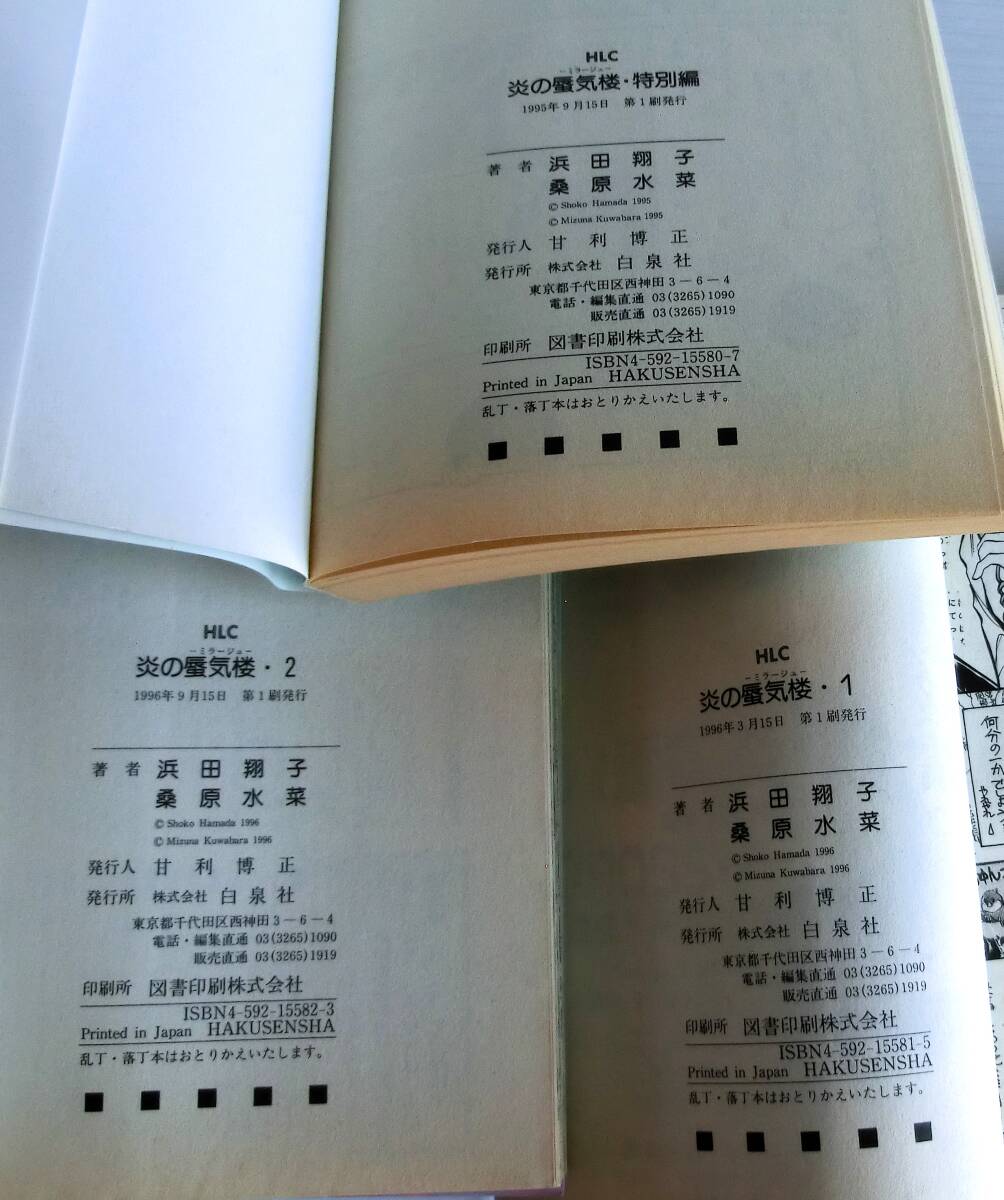 HLC
―ミラージュ―
炎の蜃気楼・特別編
1995年9月15日 第1刷発行
著者 浜田翔子
桑原水菜
© Shoko Hamada 1995
© Mizuna Kuwabara 1995
発行人 甘利博正
発行所 株式会社 白泉社
東京都千代田区西神田3-6-4
電話・編集直通 03(3265)1090
販売直通 03(3265)1919
印刷所 図書印刷株式会社
ISBN4-592-15580-7
Printed in Japan HAKUSENSHA
乱丁・落丁本はおとりかえいたします。
HLC
―ミラージュ―
炎の蜃気楼・2
1996年9月15日 第1刷発行
著者 浜田翔子
桑原水菜
© Shoko Hamada 1996
© Mizuna Kuwabara 1996
発行人 甘利博正
発行所 株式会社 白泉社
東京都千代田区西神田3-6-4
電話・編集直通 03(3265)1090
販売直通 03(3265)1919
印刷所 図書印刷株式会社
ISBN4-592-15582-3
Printed in Japan HAKUSENSHA
乱丁・落丁本はおとりかえいたします。
HLC
―ミラージュ―
炎の蜃気楼・1
1996年3月15日 第1刷発行
著者 浜田翔子
桑原水菜
© Shoko Hamada 1996
© Mizuna Kuwabara 1996
発行人 甘利博正
発行所 株式会社 白泉社
東京都千代田区西神田3-6-4
電話・編集直通 03(3265)1090
販売直通 03(3265)1919
印刷所 図書印刷株式会社
ISBN4-592-15581-5
Printed in Japan HAKUSENSHA
乱丁・落丁本はおとりかえいたします。
何分の一かでよ